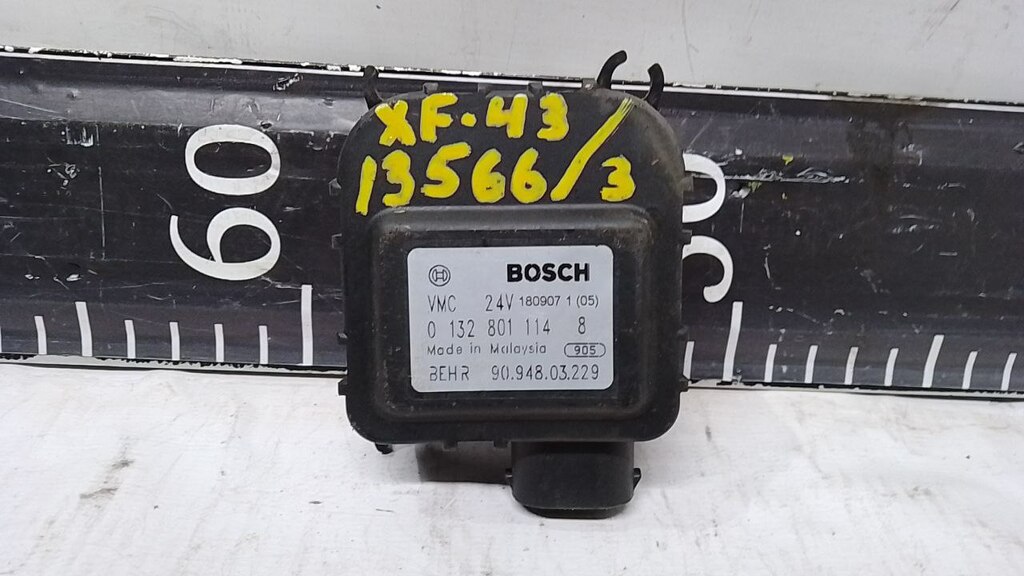 XF.43
13566/3
60
BOSCH
VMC 24V 180907 1 (05)
0 132 801 114 8
Made in Malaysia 905
BEHR 90.948.03.229